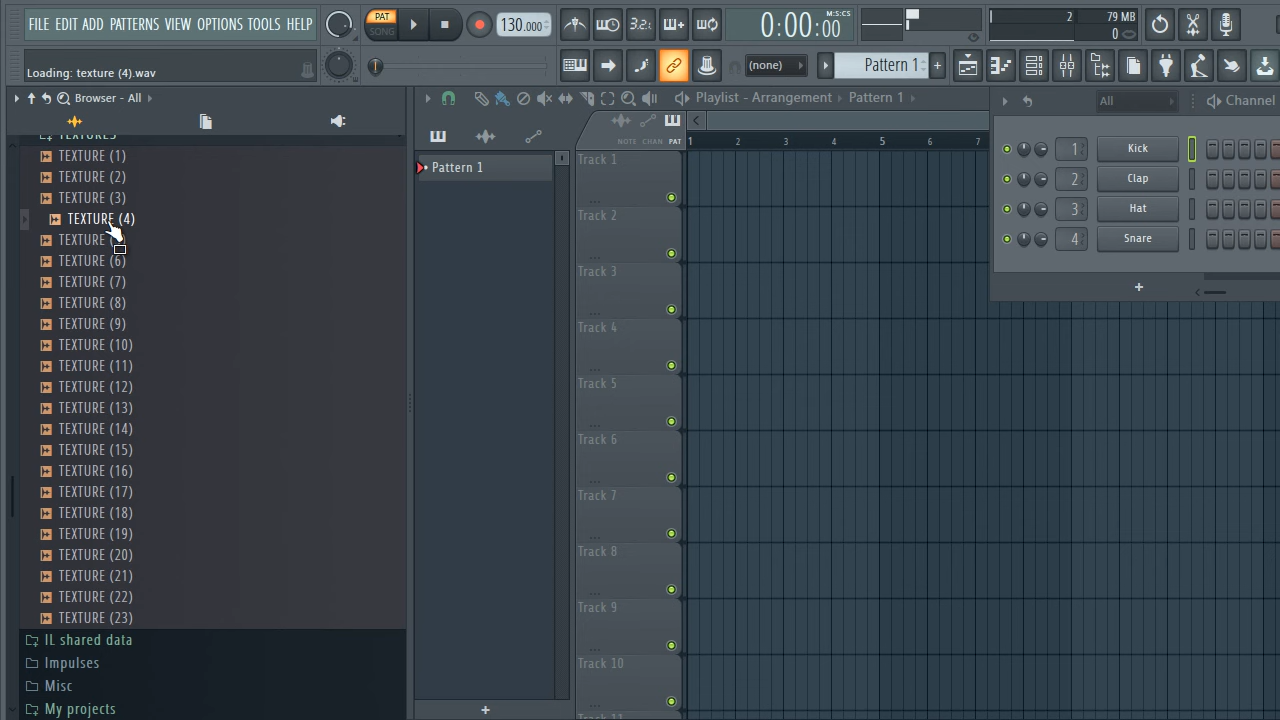 FILE EDIT ADD PATTERNS VIEW OPTIONS TOOLS HELP
PAT
SONG
130.000
3.2.
0:00:00
M:S:CS
2
79 MB
0
Loading: texture (4).wav
(none)
Pattern 1
+
Browser - All
Playlist - Arrangement
Pattern 1
All
Channel
TEXTURES
TEXTURE (1)
TEXTURE (2)
TEXTURE (3)
TEXTURE (4)
TEXTURE
TEXTURE (6)
TEXTURE (7)
TEXTURE (8)
TEXTURE (9)
TEXTURE (10)
TEXTURE (11)
TEXTURE (12)
TEXTURE (13)
TEXTURE (14)
TEXTURE (15)
TEXTURE (16)
TEXTURE (17)
TEXTURE (18)
TEXTURE (19)
TEXTURE (20)
TEXTURE (21)
TEXTURE (22)
TEXTURE (23)
IL shared data
Impulses
Misc
My projects
Pattern 1
+
NOTE CHAN PAT
1 2 3 4 5 6 7
Track 1
Track 2
Track 3
Track 4
Track 5
Track 6
Track 7
Track 8
Track 9
Track 10
1 Kick
2 Clap
3 Hat
4 Snare
+